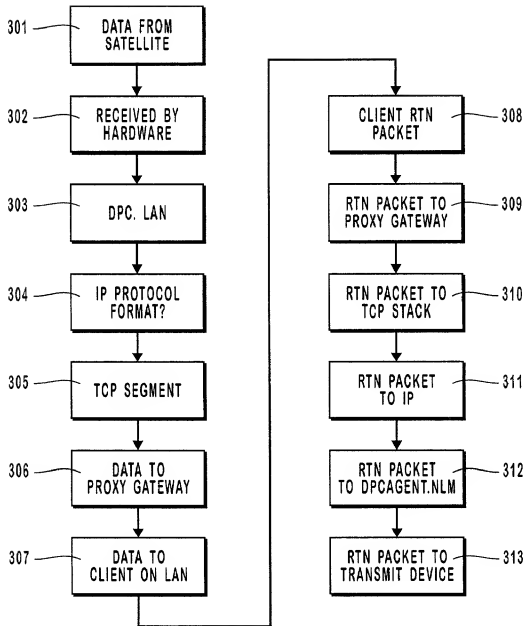 301
DATA FROM
SATELLITE
302
RECEIVED BY
HARDWARE
303
DPC. LAN
304
IP PROTOCOL
FORMAT?
305
TCP SEGMENT
306
DATA TO
PROXY GATEWAY
307
DATA TO
CLIENT ON LAN
CLIENT RTN
PACKET
308
RTN PACKET TO
PROXY GATEWAY
309
RTN PACKET TO
TCP STACK
310
RTN PACKET
TO IP
311
RTN PACKET
TO DPCAGENT.NLM
312
RTN PACKET TO
TRANSMIT DEVICE
313